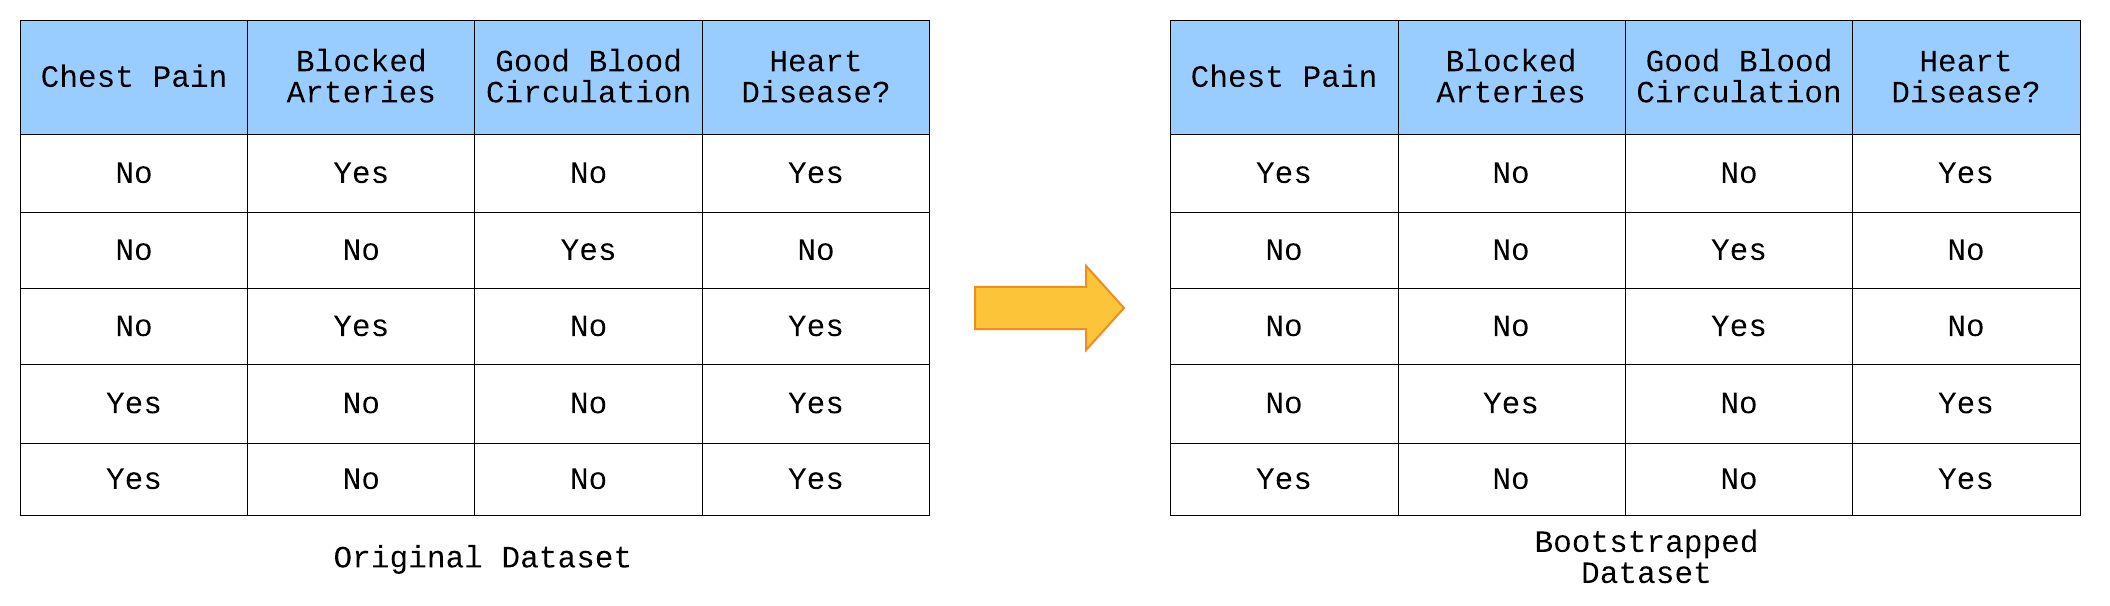 Chest Pain Blocked Arteries Good Blood Circulation Heart Disease?
No Yes No Yes
No No Yes No
No Yes No Yes
Yes No No Yes
Yes No No Yes
Original Dataset
Chest Pain Blocked Arteries Good Blood Circulation Heart Disease?
Yes No No Yes
No No Yes No
No No Yes No
No Yes No Yes
Yes No No Yes
Bootstrapped
Dataset